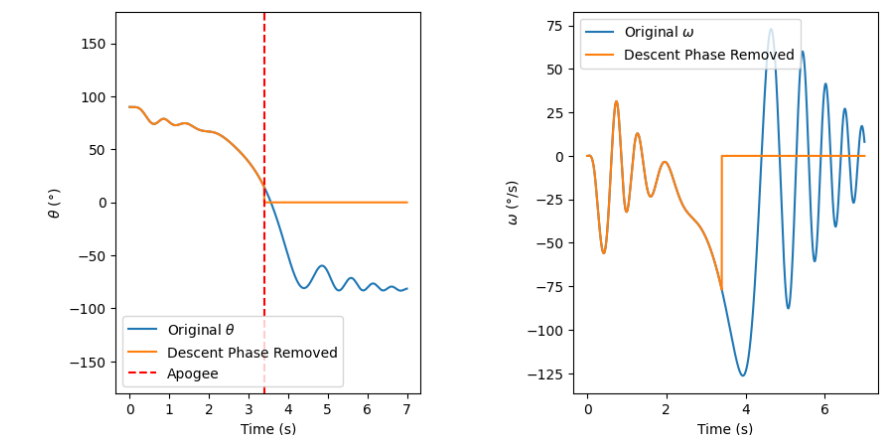 150
100
50
0
−50
−100
−150
θ (°)
0 1 2 3 4 5 6 7
Time (s)
Original θ
Descent Phase Removed
Apogee
75
50
25
0
−25
−50
−75
−100
−125
ω (°/s)
0 2 4 6
Time (s)
Original ω
Descent Phase Removed